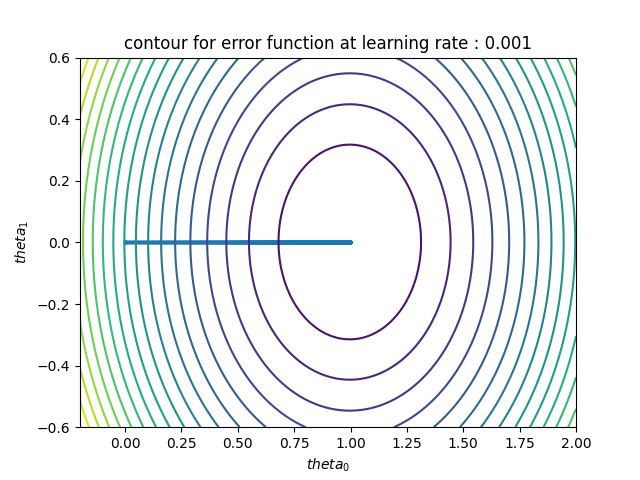 contour for error function at learning rate : 0.001
0.6
0.4
0.2
0.0
−0.2
−0.4
−0.6
theta₁
0.00 0.25 0.50 0.75 1.00 1.25 1.50 1.75 2.00
theta₀